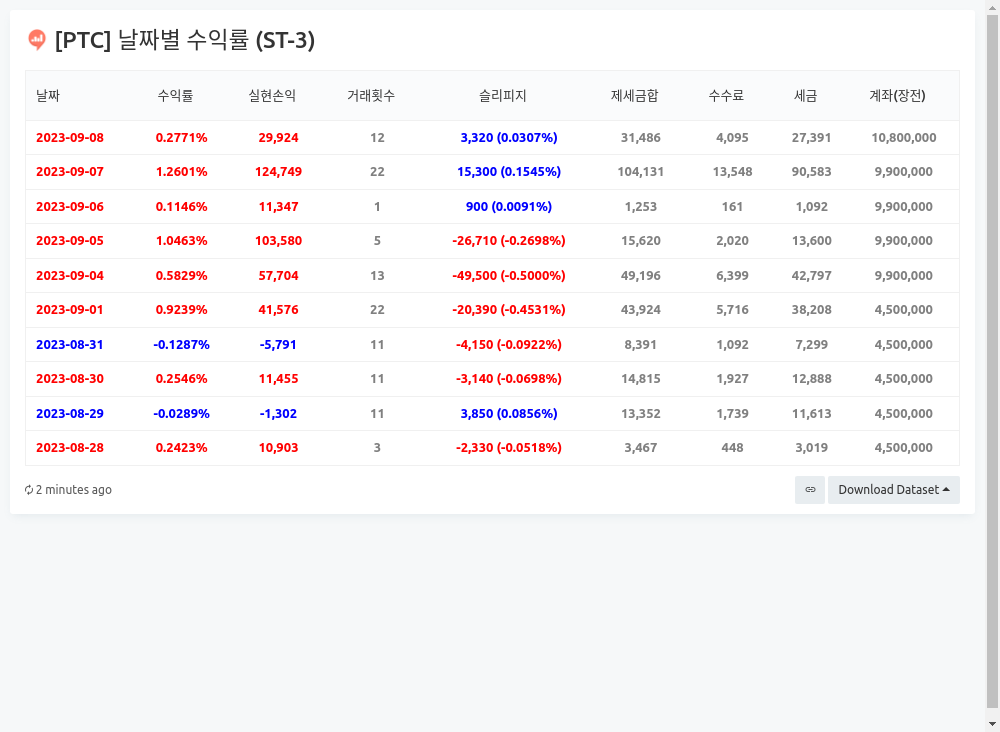 [PTC] 날짜별 수익률 (ST-3)
날짜 수익률 실현손익 거래횟수 슬리피지 제세금합 수수료 세금 계좌(장전)
2023-09-08 0.2771% 29,924 12 3,320 (0.0307%) 31,486 4,095 27,391 10,800,000
2023-09-07 1.2601% 124,749 22 15,300 (0.1545%) 104,131 13,548 90,583 9,900,000
2023-09-06 0.1146% 11,347 1 900 (0.0091%) 1,253 161 1,092 9,900,000
2023-09-05 1.0463% 103,580 5 -26,710 (-0.2698%) 15,620 2,020 13,600 9,900,000
2023-09-04 0.5829% 57,704 13 -49,500 (-0.5000%) 49,196 6,399 42,797 9,900,000
2023-09-01 0.9239% 41,576 22 -20,390 (-0.4531%) 43,924 5,716 38,208 4,500,000
2023-08-31 -0.1287% -5,791 11 -4,150 (-0.0922%) 8,391 1,092 7,299 4,500,000
2023-08-30 0.2546% 11,455 11 -3,140 (-0.0698%) 14,815 1,927 12,888 4,500,000
2023-08-29 -0.0289% -1,302 11 3,850 (0.0856%) 13,352 1,739 11,613 4,500,000
2023-08-28 0.2423% 10,903 3 -2,330 (-0.0518%) 3,467 448 3,019 4,500,000
2 minutes ago Download Dataset